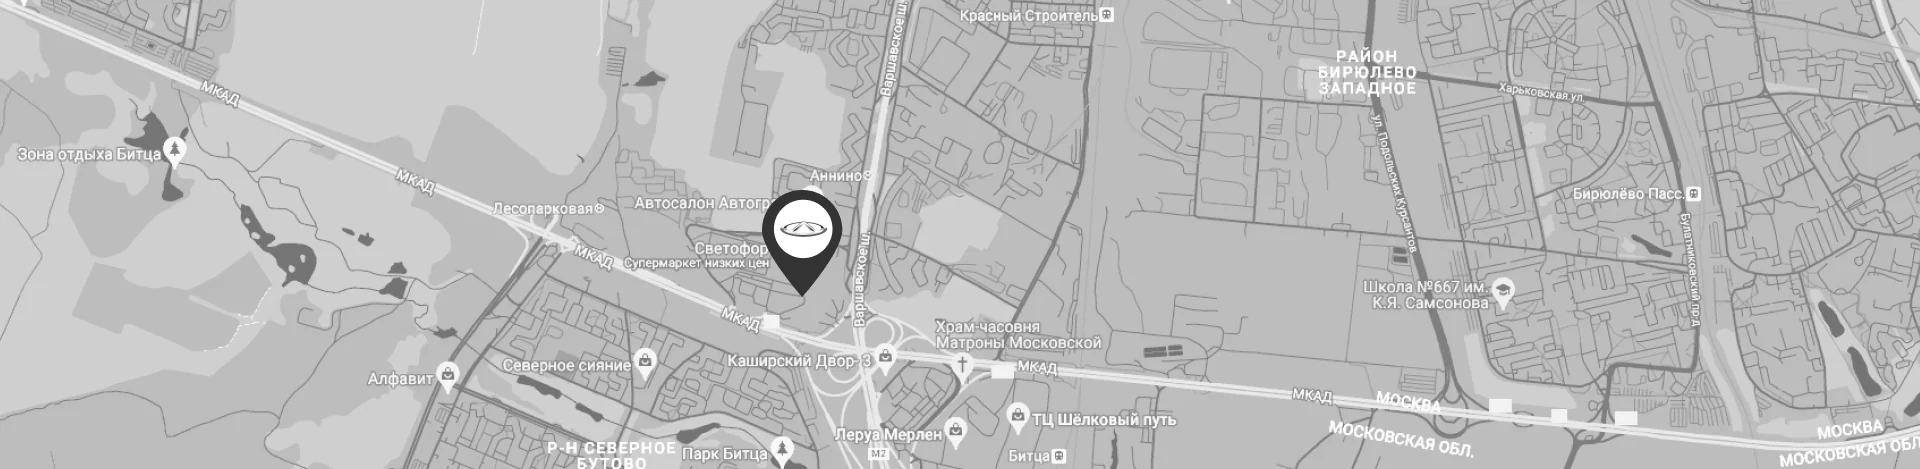 Красный Строитель
Варшавское ш.
РАЙОН
БИРЮЛЕВО
ЗАПАДНОЕ
МКАД
Харьковская ул.
ул. Подольских Курсантов
Зона отдыха Битца
МКАД
Аннино
Бирюлёво Пасс.
Лесопарковая
Автосалон Автогр
Булатниковский пр-д
Светофор
Супермаркет низких цен
МКАД
Варшавское ш.
Школа №667 им.
К.Я. Самсонова
МКАД
Храм-часовня
Матроны Московской
Каширский Двор- 3
Северное сияние
МКАД
Алфавит
МКАД
МОСКВА
ТЦ Шёлковый путь
МОСКОВСКАЯ ОБЛ.
МОСКВА
Леруа Мерлен
Р-Н СЕВЕРНОЕ
БУТОВО
Парк Битца
М2
Битца
МОСКОВСКАЯ ОБЛ